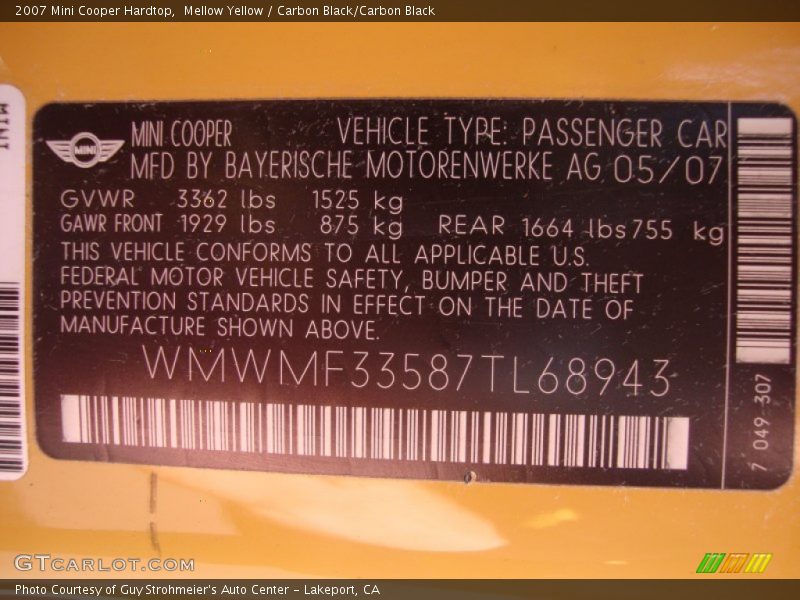 2007 Mini Cooper Hardtop,  Mellow Yellow / Carbon Black/Carbon Black
MINI
MINI
MINI COOPER VEHICLE TYPE: PASSENGER CAR
MFD BY BAYERISCHE MOTORENWERKE AG 05/07
GVWR 3362 lbs 1525 kg
GAWR FRONT 1929 lbs 875 kg REAR 1664 lbs 755 kg
THIS VEHICLE CONFORMS TO ALL APPLICABLE U.S.
FEDERAL MOTOR VEHICLE SAFETY, BUMPER AND THEFT
PREVENTION STANDARDS IN EFFECT ON THE DATE OF
MANUFACTURE SHOWN ABOVE.
WMWMF33587TL68943
7 049 307
GTCARLOT.COM
Photo Courtesy of Guy Strohmeier's Auto Center - Lakeport, CA